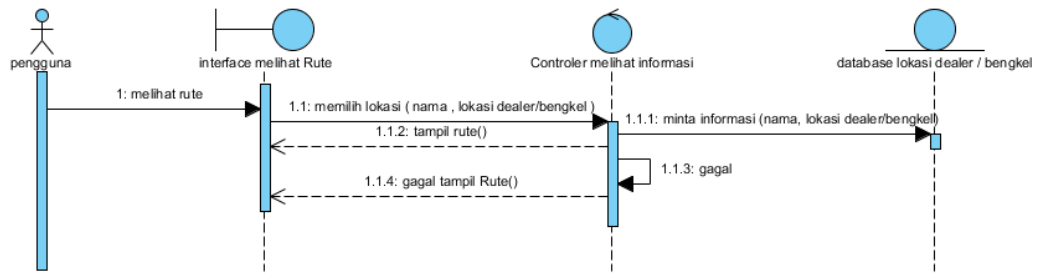 pengguna
interface melihat Rute
Controler melihat informasi
database lokasi dealer / bengkel
1: melihat rute
1.1: memilih lokasi ( nama , lokasi dealer/bengkel )
1.1.1: minta informasi (nama, lokasi dealer/bengkel)
1.1.2: tampil rute()
1.1.3: gagal
1.1.4: gagal tampil Rute()